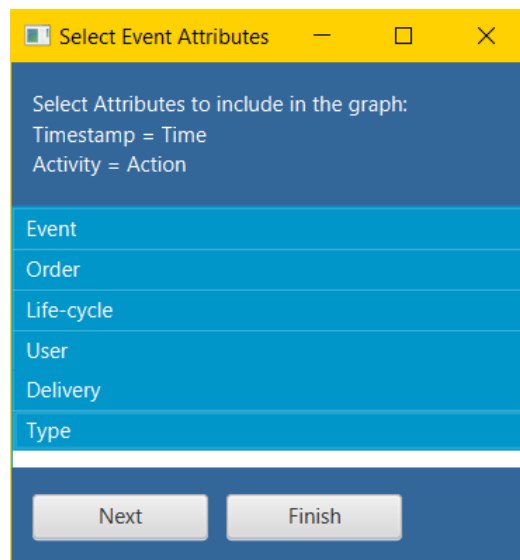 Select Event Attributes
Select Attributes to include in the graph:
Timestamp = Time
Activity = Action
Event
Order
Life-cycle
User
Delivery
Type
Next Finish